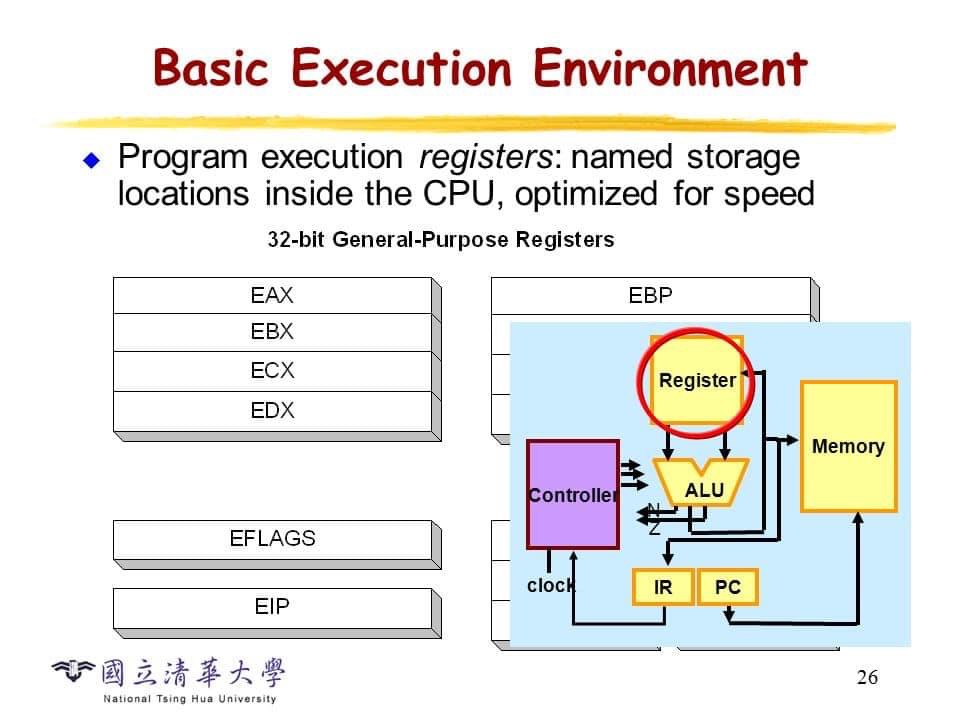 Basic Execution Environment
Program execution registers: named storage
locations inside the CPU, optimized for speed
32-bit General-Purpose Registers
EAX
EBX
ECX
EDX
EBP
EFLAGS
EIP
Register
Memory
Controller
ALU
N
Z
clock
IR
PC
國立清華大學
National Tsing Hua University
26